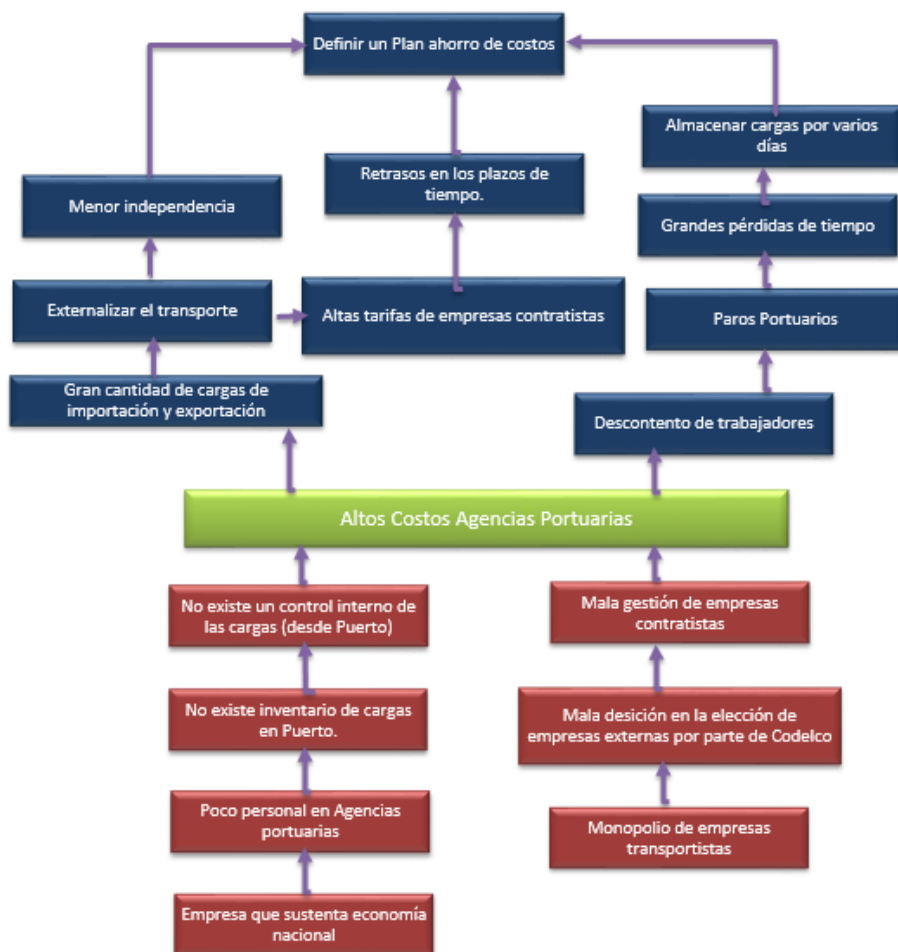 Definir un Plan ahorro de costos
Almacenar cargas por varios
días
Retrasos en los plazos de
tiempo.
Menor independencia
Grandes pérdidas de tiempo
Externalizar el transporte
Altas tarifas de empresas contratistas
Paros Portuarios
Gran cantidad de cargas de
importación y exportación
Descontento de trabajadores
Altos Costos Agencias Portuarias
No existe un control interno de
las cargas (desde Puerto)
Mala gestión de empresas
contratistas
No existe inventario de cargas
en Puerto.
Mala desición en la elección de
empresas externas por parte de Codelco
Poco personal en Agencias
portuarias
Monopolio de empresas
transportistas
Empresa que sustenta economía
nacional